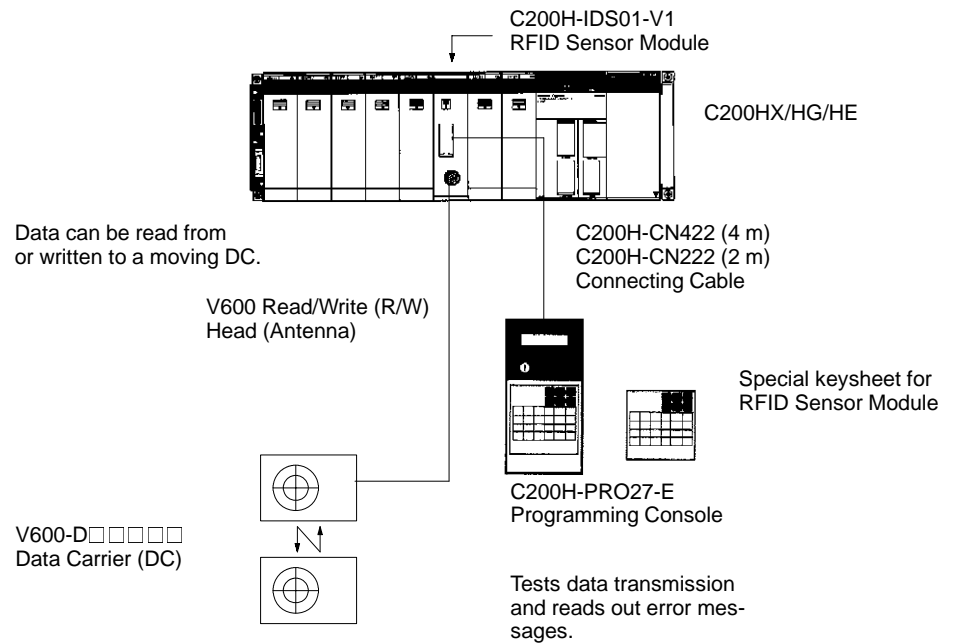 C200H-IDS01-V1
RFID Sensor Module
C200HX/HG/HE
Data can be read from
or written to a moving DC.
C200H-CN422 (4 m)
C200H-CN222 (2 m)
Connecting Cable
V600 Read/Write (R/W)
Head (Antenna)
Special keysheet for
RFID Sensor Module
C200H-PRO27-E
Programming Console
V600-D□□□□□
Data Carrier (DC)
Tests data transmission
and reads out error mes-
sages.